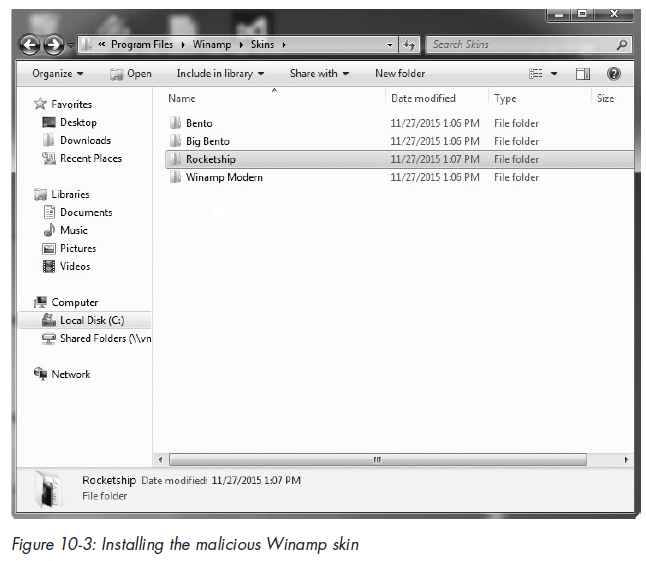 « Program Files Winamp Skins Search Skins
Organize Open Include in library Share with New folder
Name Date modified Type Size
Favorites
Desktop
Downloads
Recent Places
Libraries
Documents
Music
Pictures
Videos
Computer
Local Disk (C:)
Shared Folders (\\vn
Network
Bento 11/27/2015 1:06 PM File folder
Big Bento 11/27/2015 1:06 PM File folder
Rocketship 11/27/2015 1:07 PM File folder
Winamp Modern 11/27/2015 1:06 PM File folder
Rocketship Date modified: 11/27/2015 1:07 PM
File folder
Figure 10-3: Installing the malicious Winamp skin